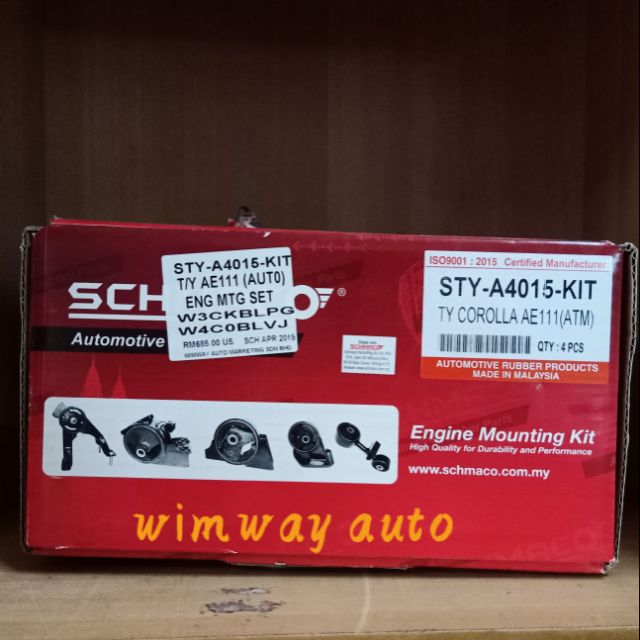 STY-A4015-KIT
T/Y AE111 (AUTO)
ENG MTG SET
W3CKBLPG
W4C0BLVJ
RM685.00 US SCH APR 2019
WIMWAY AUTO MARKETING SDN BHD
Automotive
SCHMACO
ISO9001 : 2015 Certified Manufacturer
STY-A4015-KIT
TY COROLLA AE111(ATM)
QTY : 4 PCS
AUTOMOTIVE RUBBER PRODUCTS
MADE IN MALAYSIA
Engine Mounting Kit
High Quality for Durability and Performance
www.schmaco.com.my
wimway auto